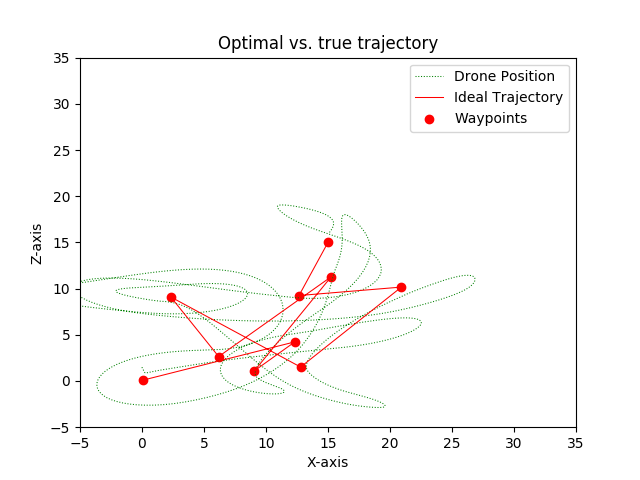 Optimal vs. true trajectory
Drone Position
Ideal Trajectory
Waypoints
Z-axis
35
30
25
20
15
10
5
0
−5
−5 0 5 10 15 20 25 30 35
X-axis